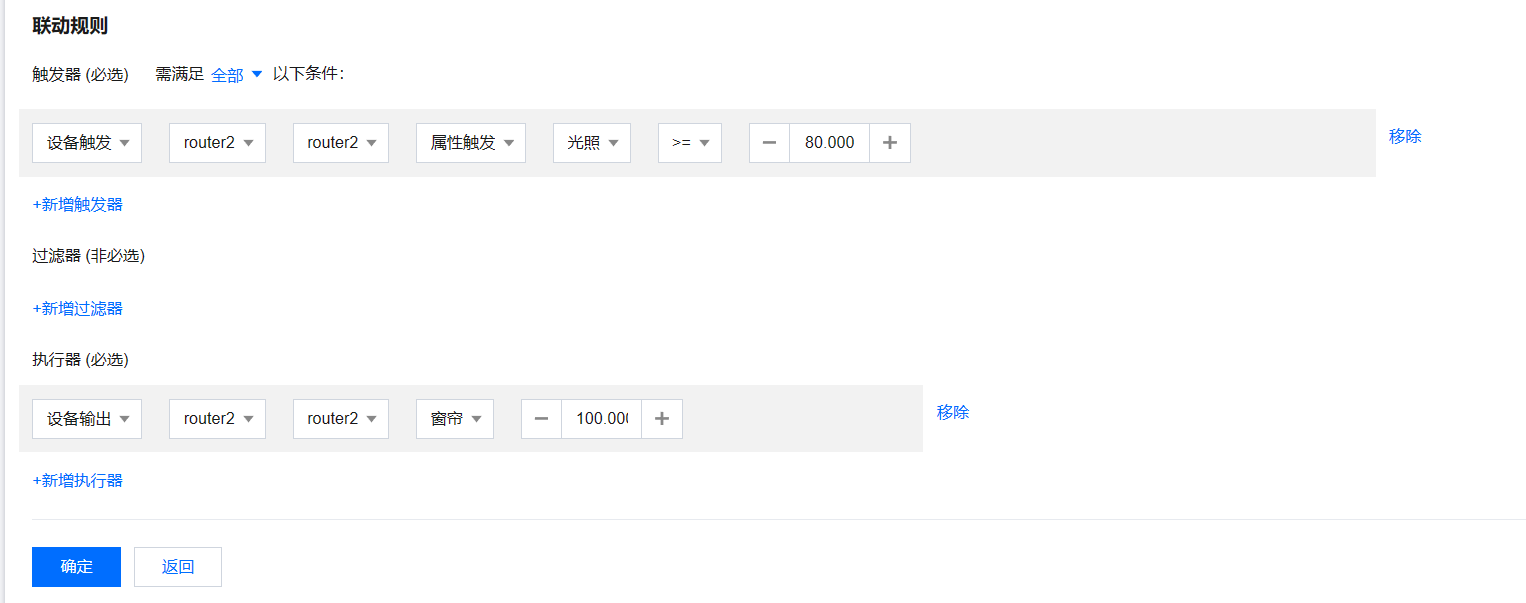 联动规则
触发器 (必选) 需满足 全部 以下条件：
设备触发 router2 router2 属性触发 光照 >= 80.000 移除
+新增触发器
过滤器 (非必选)
+新增过滤器
执行器 (必选)
设备输出 router2 router2 窗帘 100.00 移除
+新增执行器
确定 返回